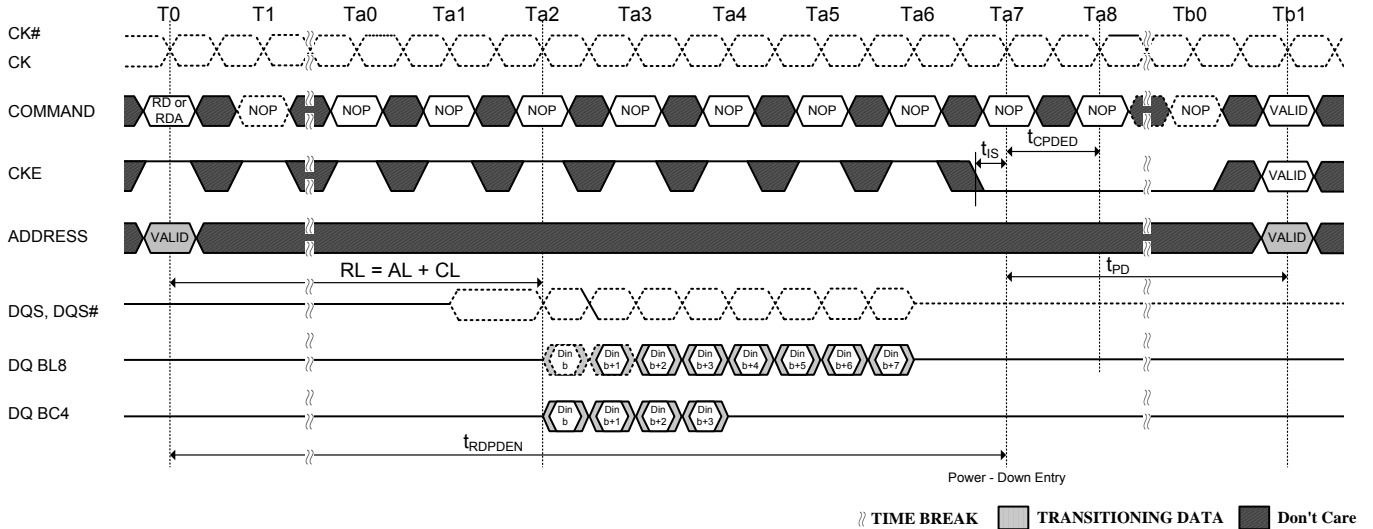 T0 T1 Ta0 Ta1 Ta2 Ta3 Ta4 Ta5 Ta6 Ta7 Ta8 Tb0 Tb1
CK#
CK
COMMAND
RD or
RDA
NOP NOP NOP NOP NOP NOP NOP NOP NOP NOP NOP VALID
tIS
tCPDED
CKE
VALID
ADDRESS
VALID
VALID
RL = AL + CL
tPD
DQS, DQS#
DQ BL8
Din
b
Din
b+1
Din
b+2
Din
b+3
Din
b+4
Din
b+5
Din
b+6
Din
b+7
DQ BC4
Din
b
Din
b+1
Din
b+2
Din
b+3
tRDPDEN
Power - Down Entry
TIME BREAK
TRANSITIONING DATA
Don't Care